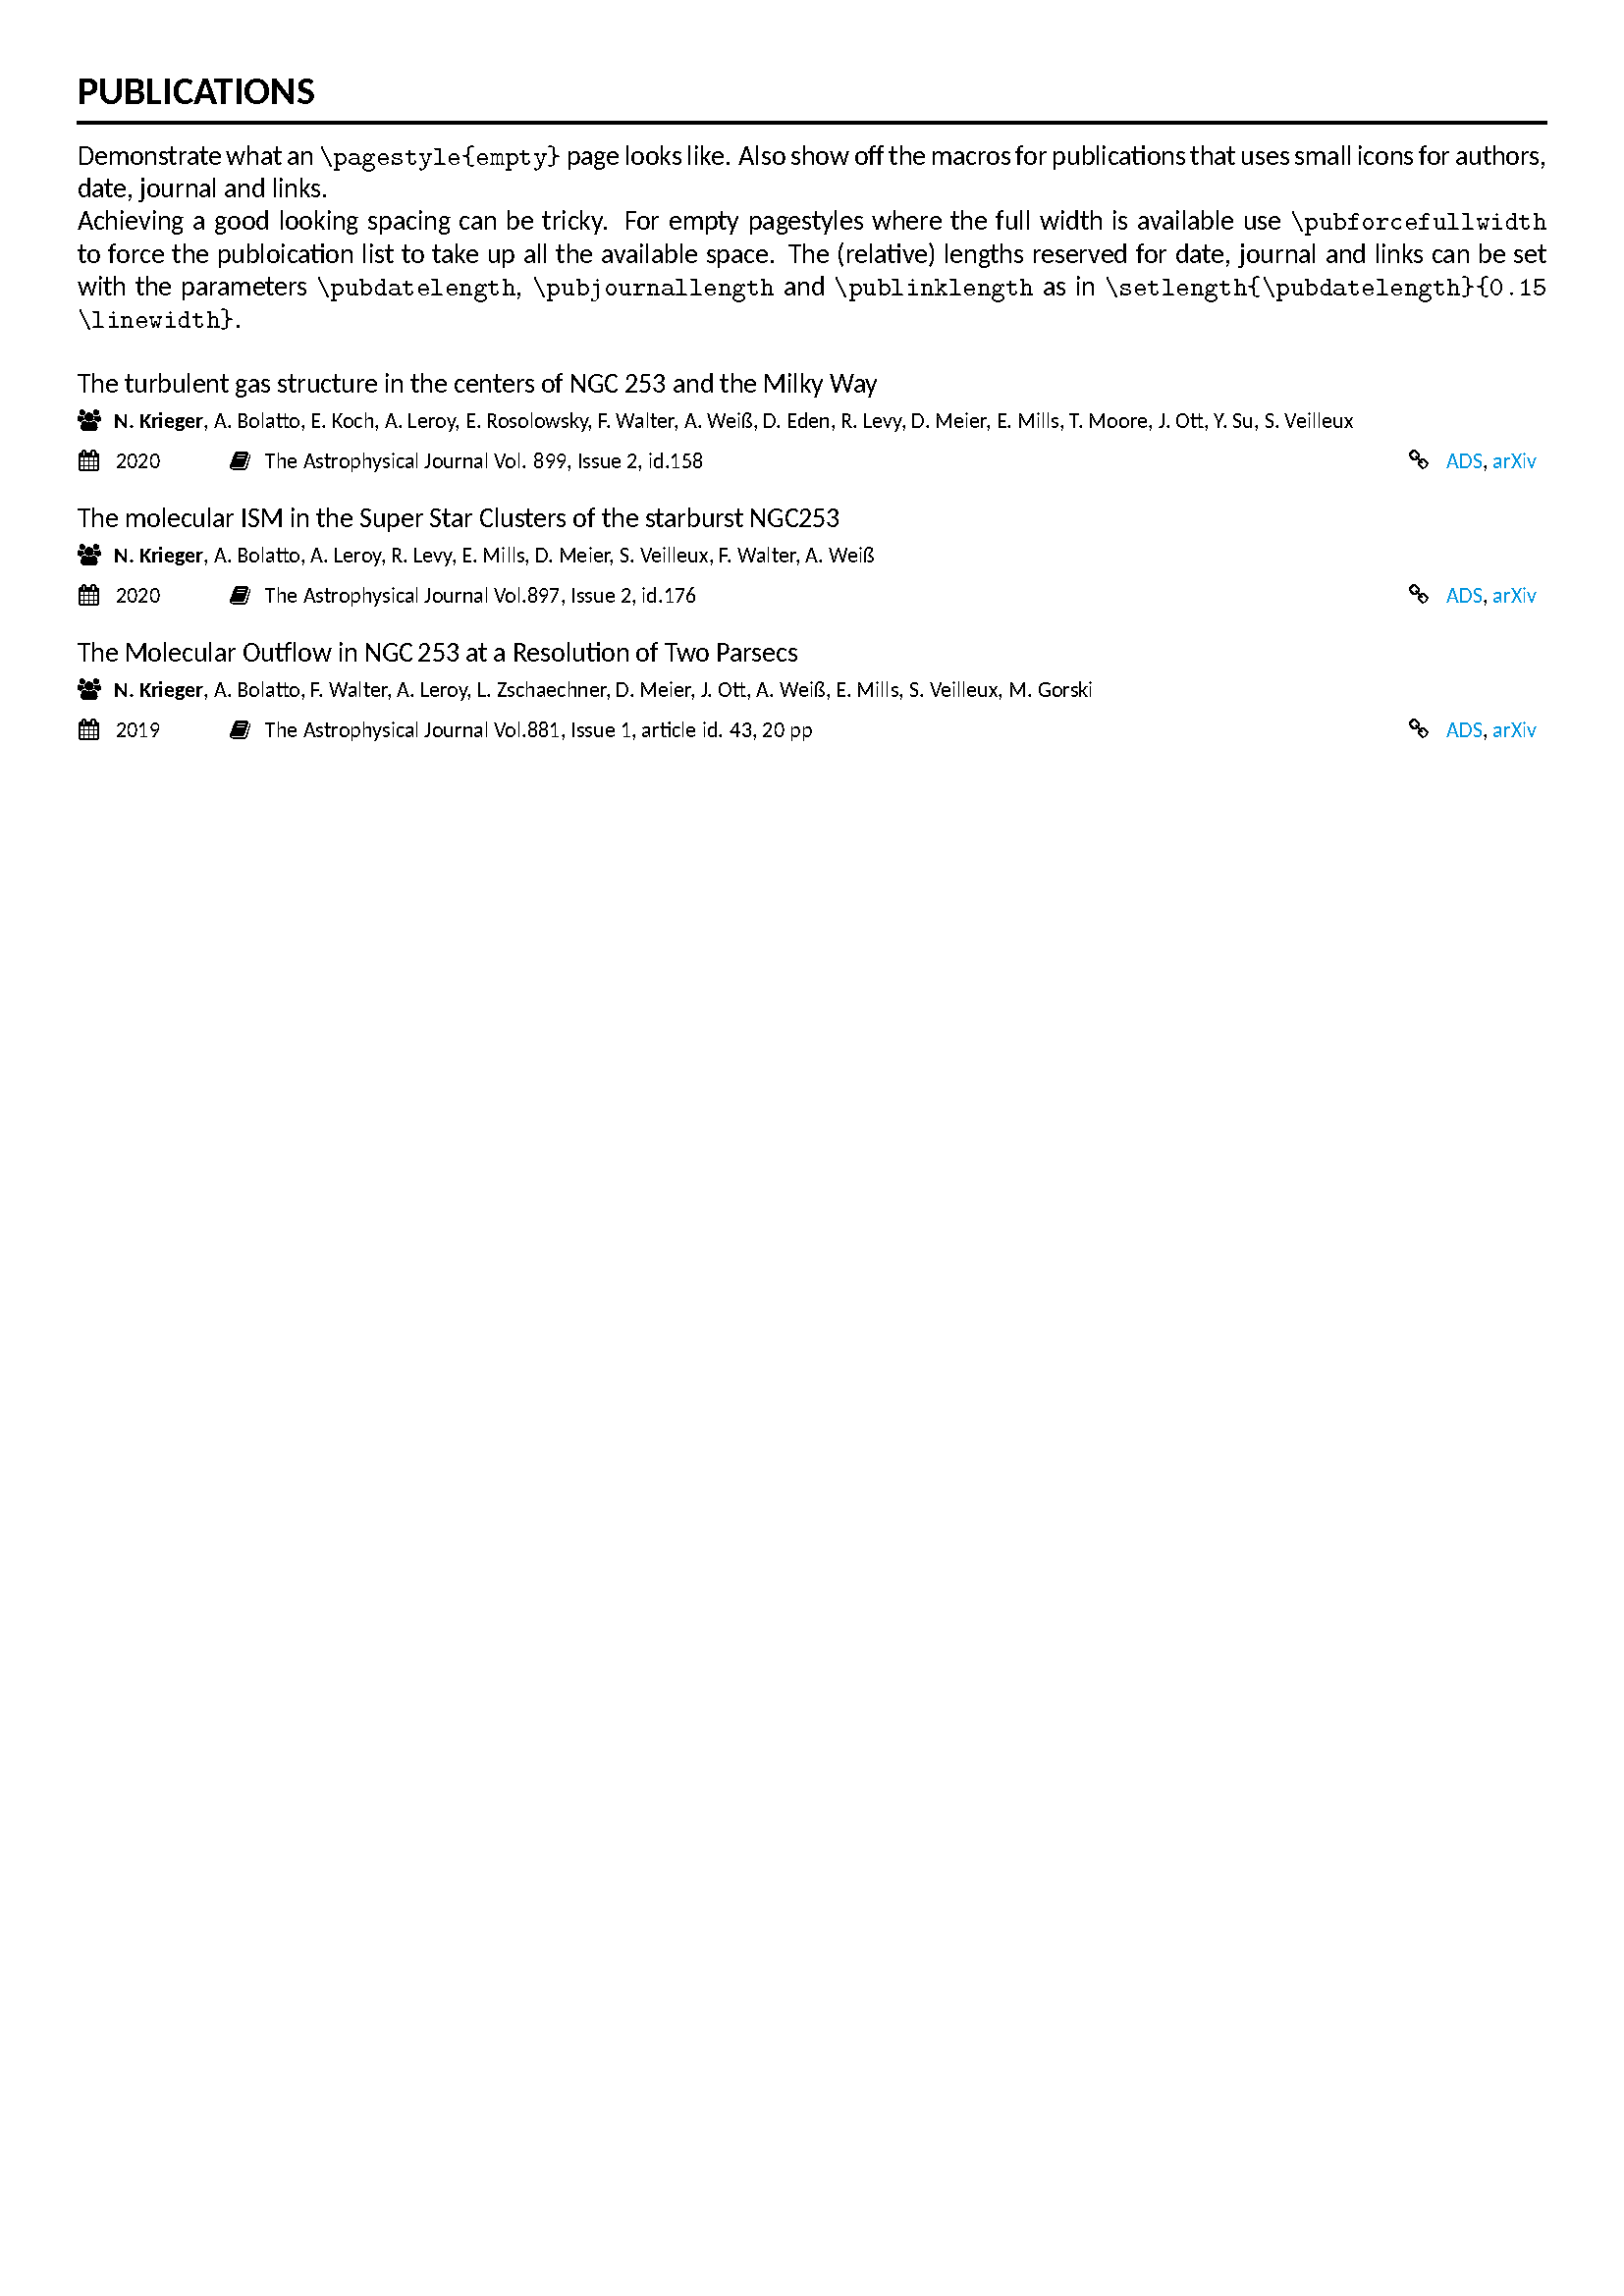 PUBLICATIONS
Demonstrate what an \pagestyle{empty} page looks like. Also show off the macros for publications that uses small icons for authors,
date, journal and links.
Achieving a good looking spacing can be tricky. For empty pagestyles where the full width is available use \pubforcefullwidth
to force the publoication list to take up all the available space. The (relative) lengths reserved for date, journal and links can be set
with the parameters \pubdatelength, \pubjournallength and \publinklength as in \setlength{\pubdatelength}{0.15
\linewidth}.
The turbulent gas structure in the centers of NGC 253 and the Milky Way
N. Krieger, A. Bolatto, E. Koch, A. Leroy, E. Rosolowsky, F. Walter, A. Weiß, D. Eden, R. Levy, D. Meier, E. Mills, T. Moore, J. Ott, Y. Su, S. Veilleux
2020 The Astrophysical Journal Vol. 899, Issue 2, id.158 ADS, arXiv
The molecular ISM in the Super Star Clusters of the starburst NGC253
N. Krieger, A. Bolatto, A. Leroy, R. Levy, E. Mills, D. Meier, S. Veilleux, F. Walter, A. Weiß
2020 The Astrophysical Journal Vol.897, Issue 2, id.176 ADS, arXiv
The Molecular Outflow in NGC 253 at a Resolution of Two Parsecs
N. Krieger, A. Bolatto, F. Walter, A. Leroy, L. Zschaechner, D. Meier, J. Ott, A. Weiß, E. Mills, S. Veilleux, M. Gorski
2019 The Astrophysical Journal Vol.881, Issue 1, article id. 43, 20 pp ADS, arXiv